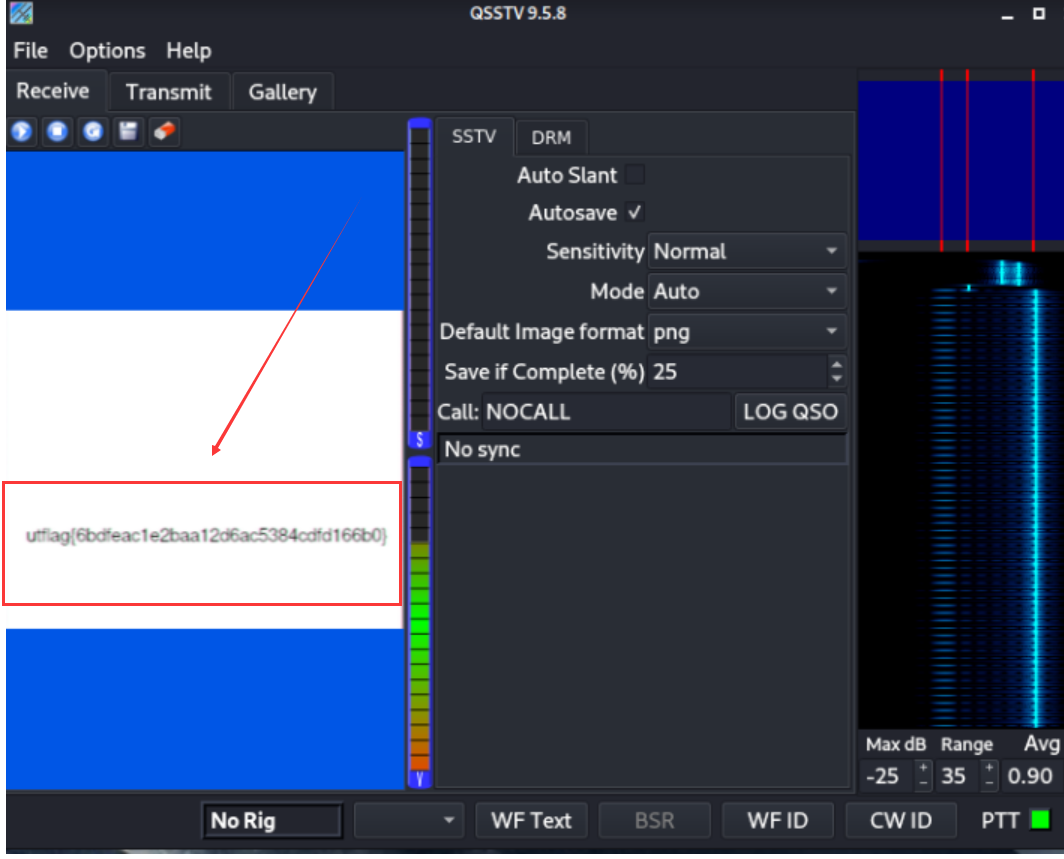 QSSTV 9.5.8
File Options Help
Receive Transmit Gallery
SSTV DRM
Auto Slant
Autosave ✓
Sensitivity Normal
Mode Auto
Default Image format png
Save if Complete (%) 25
Call: NOCALL LOG QSO
No sync
S
utflag{6bdfeac1e2baa12d6ac5384cdfd166b0}
V
Max dB Range Avg
-25 + - 35 + - 0.90
No Rig WF Text BSR WF ID CW ID PTT